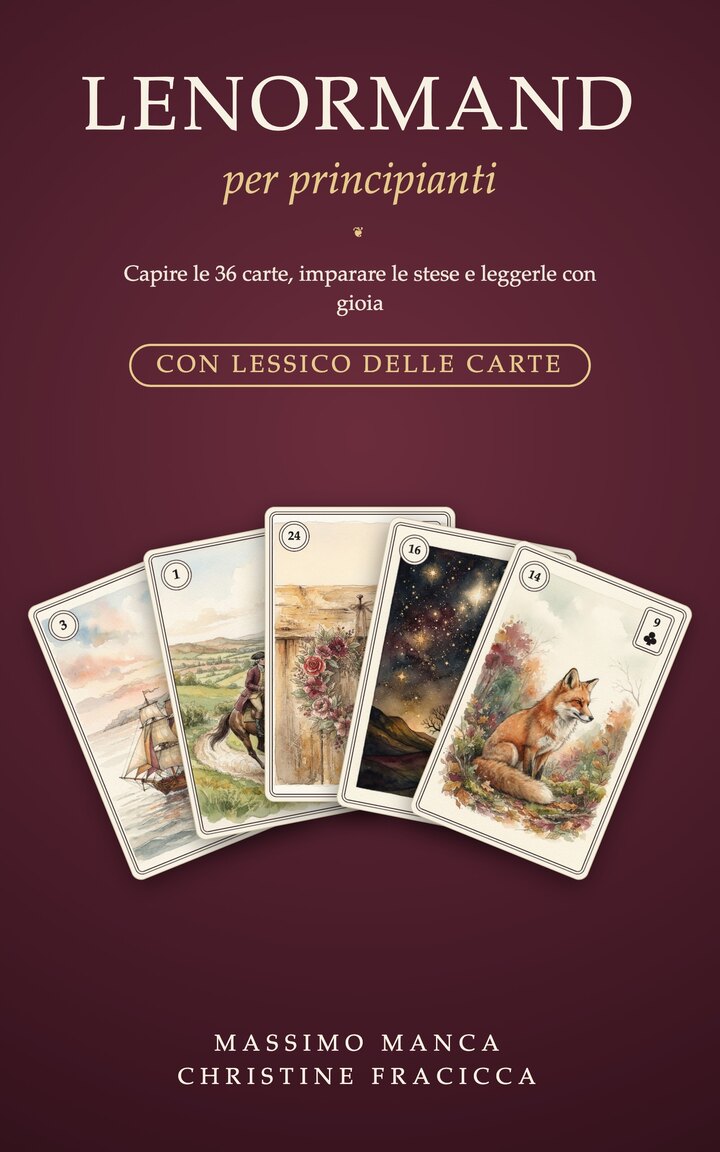 LENORMAND
per principianti
Capire le 36 carte, imparare le stese e leggerle con
gioia
CON LESSICO DELLE CARTE
3
1
24
16
14
9
MASSIMO MANCA
CHRISTINE FRACICCA